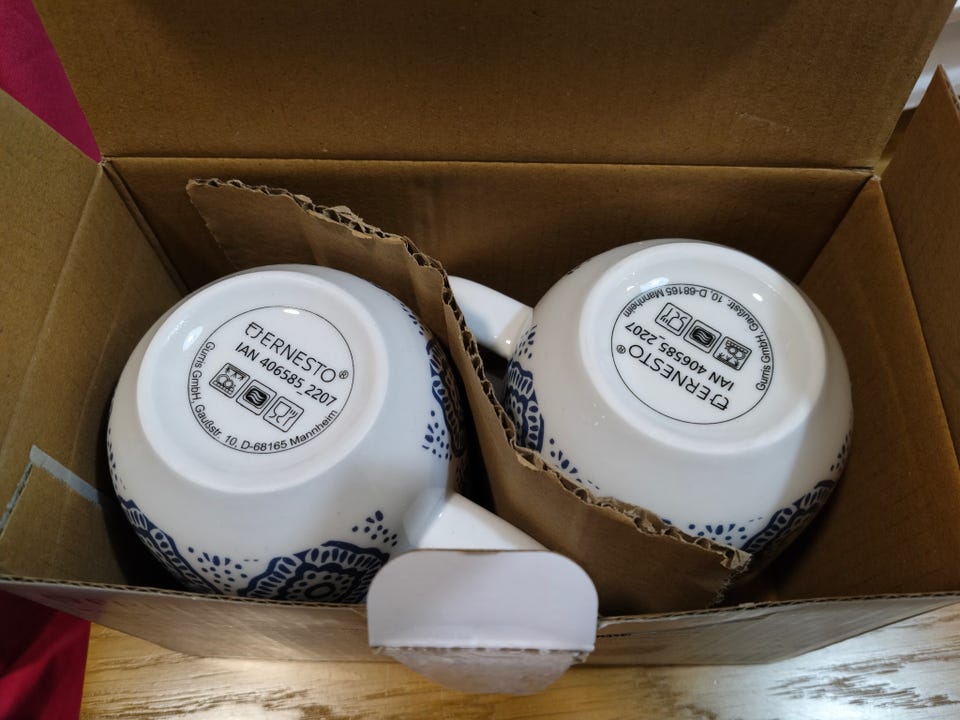 ERNESTO®
IAN 406585_2207
Gurris GmbH, Gaußstr. 10, D-68165 Mannheim
ERNESTO®
IAN 406585_2207
Gurris GmbH, Gaußstr. 10, D-68165 Mannheim